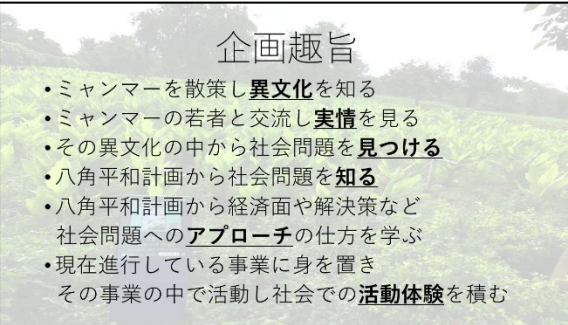 企画趣旨
•ミャンマーを散策し異文化を知る
•ミャンマーの若者と交流し実情を見る
•その異文化の中から社会問題を見つける
•八角平和計画から社会問題を知る
•八角平和計画から経済面や解決策など
社会問題へのアプローチの仕方を学ぶ
•現在進行している事業に身を置き
その事業の中で活動し社会での活動体験を積む